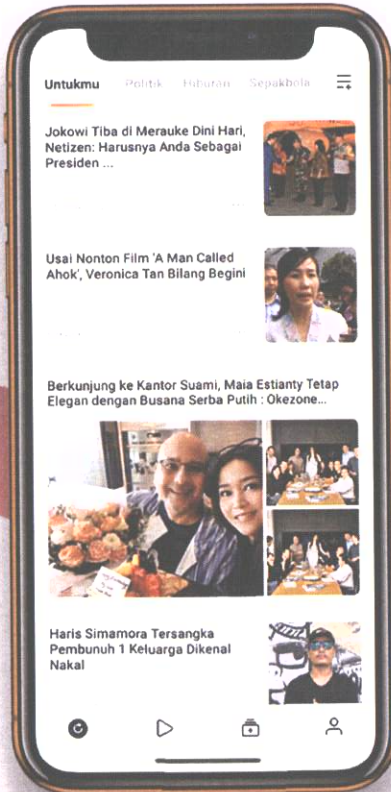 Untukmu Politik Hiburan Sepakbola
Jokowi Tiba di Merauke Dini Hari,
Netizen: Harusnya Anda Sebagai
Presiden ...
Usai Nonton Film 'A Man Called
Ahok', Veronica Tan Bilang Begini
Berkunjung ke Kantor Suami, Maia Estianty Tetap
Elegan dengan Busana Serba Putih : Okezone...
Haris Simamora Tersangka
Pembunuh 1 Keluarga Dikenal
Nakal